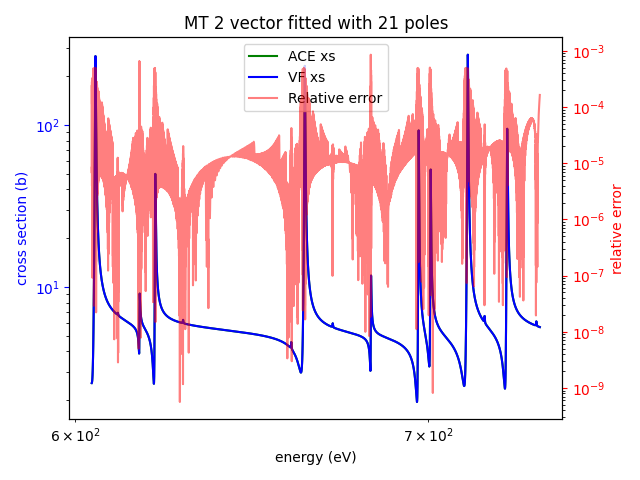 MT 2 vector fitted with 21 poles
ACE xs
VF xs
Relative error
cross section (b)
10²
10¹
10⁻³
10⁻⁴
10⁻⁵
10⁻⁶
10⁻⁷
10⁻⁸
10⁻⁹
relative error
6 × 10²
7 × 10²
energy (eV)